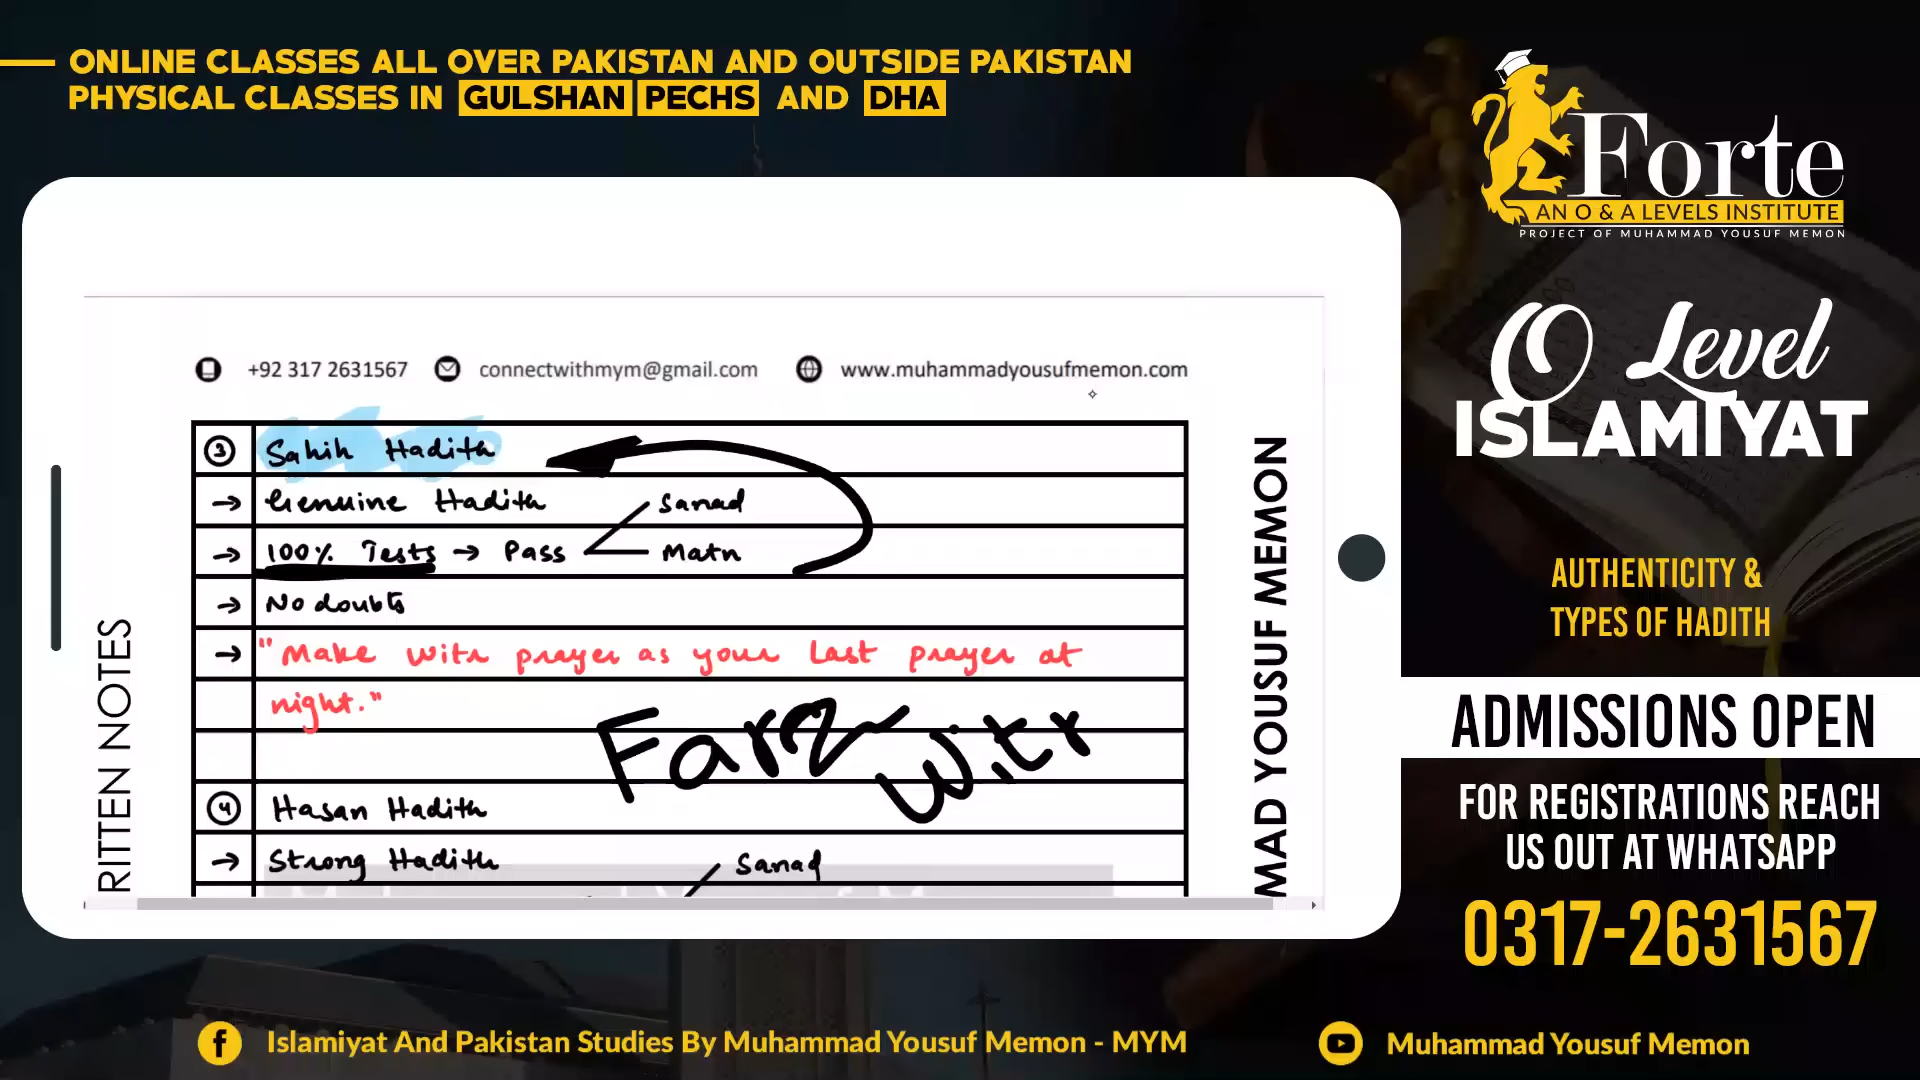 ONLINE CLASSES ALL OVER PAKISTAN AND OUTSIDE PAKISTAN
PHYSICAL CLASSES IN GULSHAN PECHS AND DHA
Forte
AN O & A LEVELS INSTITUTE
PROJECT OF MUHAMMAD YOUSUF MEMON
O Level
ISLAMIYAT
AUTHENTICITY &
TYPES OF HADITH
ADMISSIONS OPEN
FOR REGISTRATIONS REACH
US OUT AT WHATSAPP
0317-2631567
+92 317 2631567 connectwithmym@gmail.com www.muhammadyousufmemon.com
3 Sahih Hadith
→ Genuine Hadith Sanad
→ 100% Tests → Pass Matn
→ No doubts
→ "Make witr prayer as your last prayer at
night."
Farz
witr
4 Hasan Hadith
→ Strong Hadith Sanad
RITTEN NOTES
MAD YOUSUF MEMON
Islamiyat And Pakistan Studies By Muhammad Yousuf Memon - MYM
Muhammad Yousuf Memon